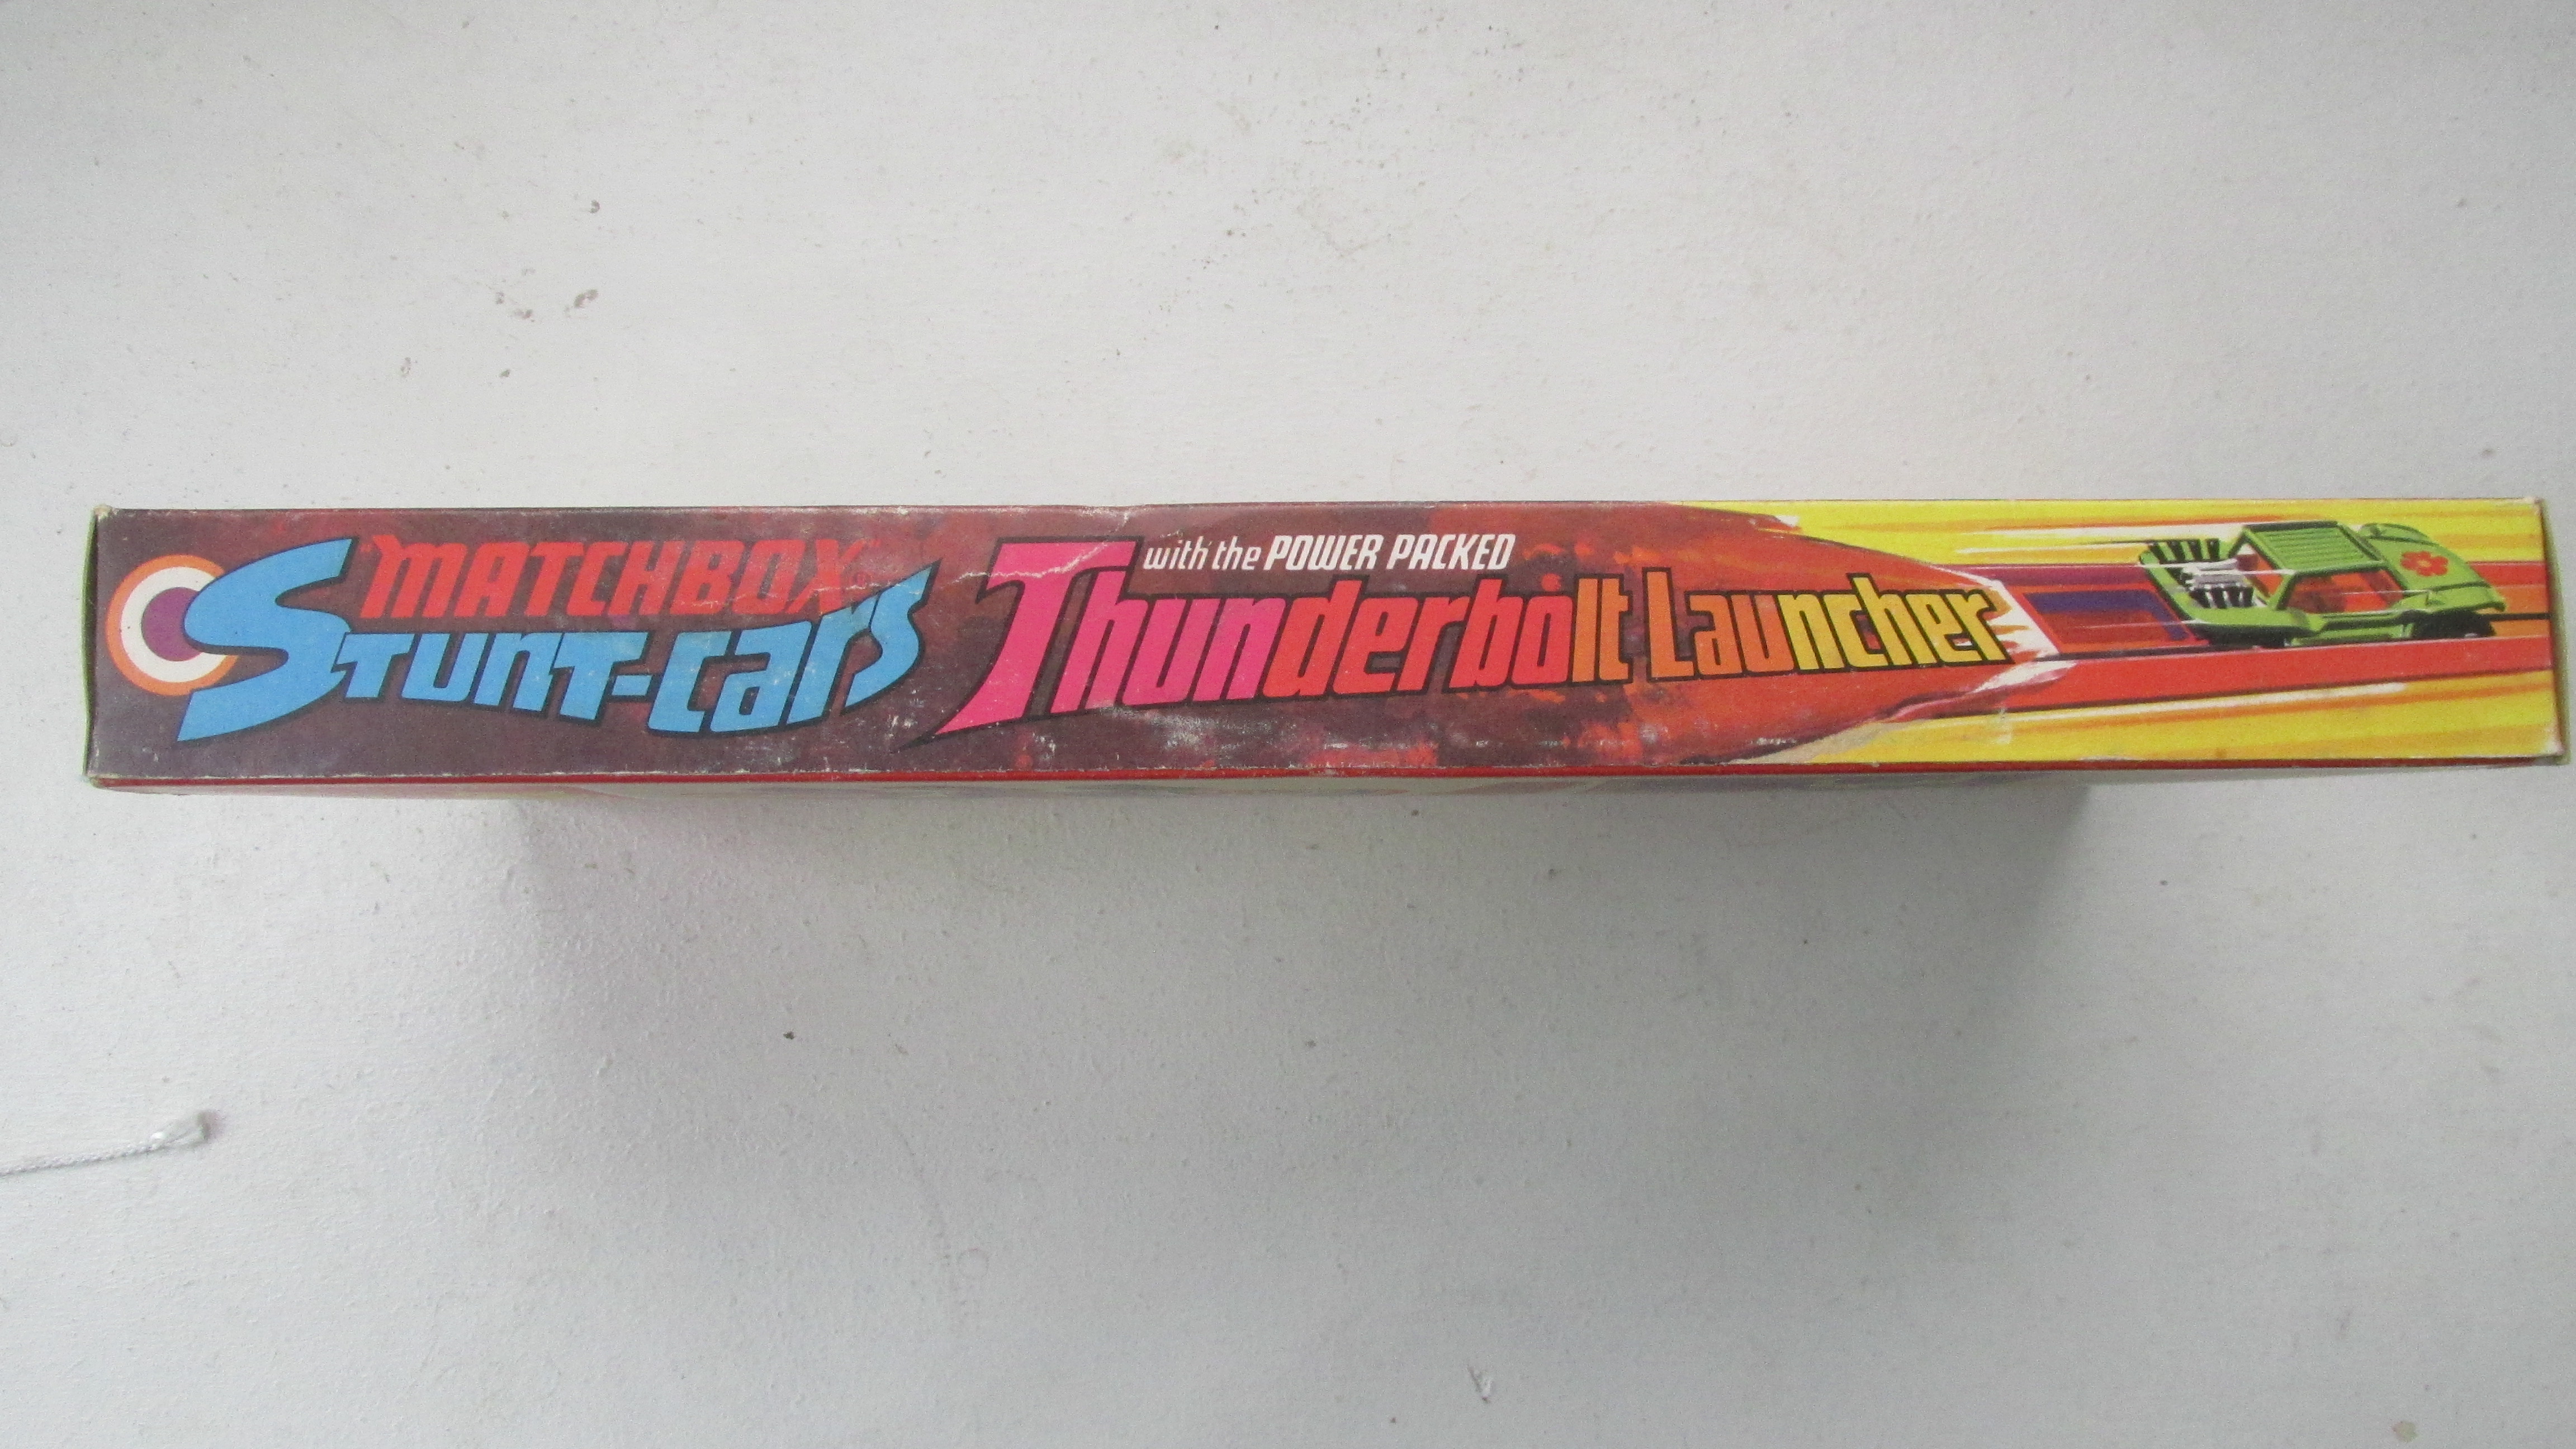 "MATCHBOX"®
Stunt-cars
with the POWER PACKED
Thunderbolt Launcher